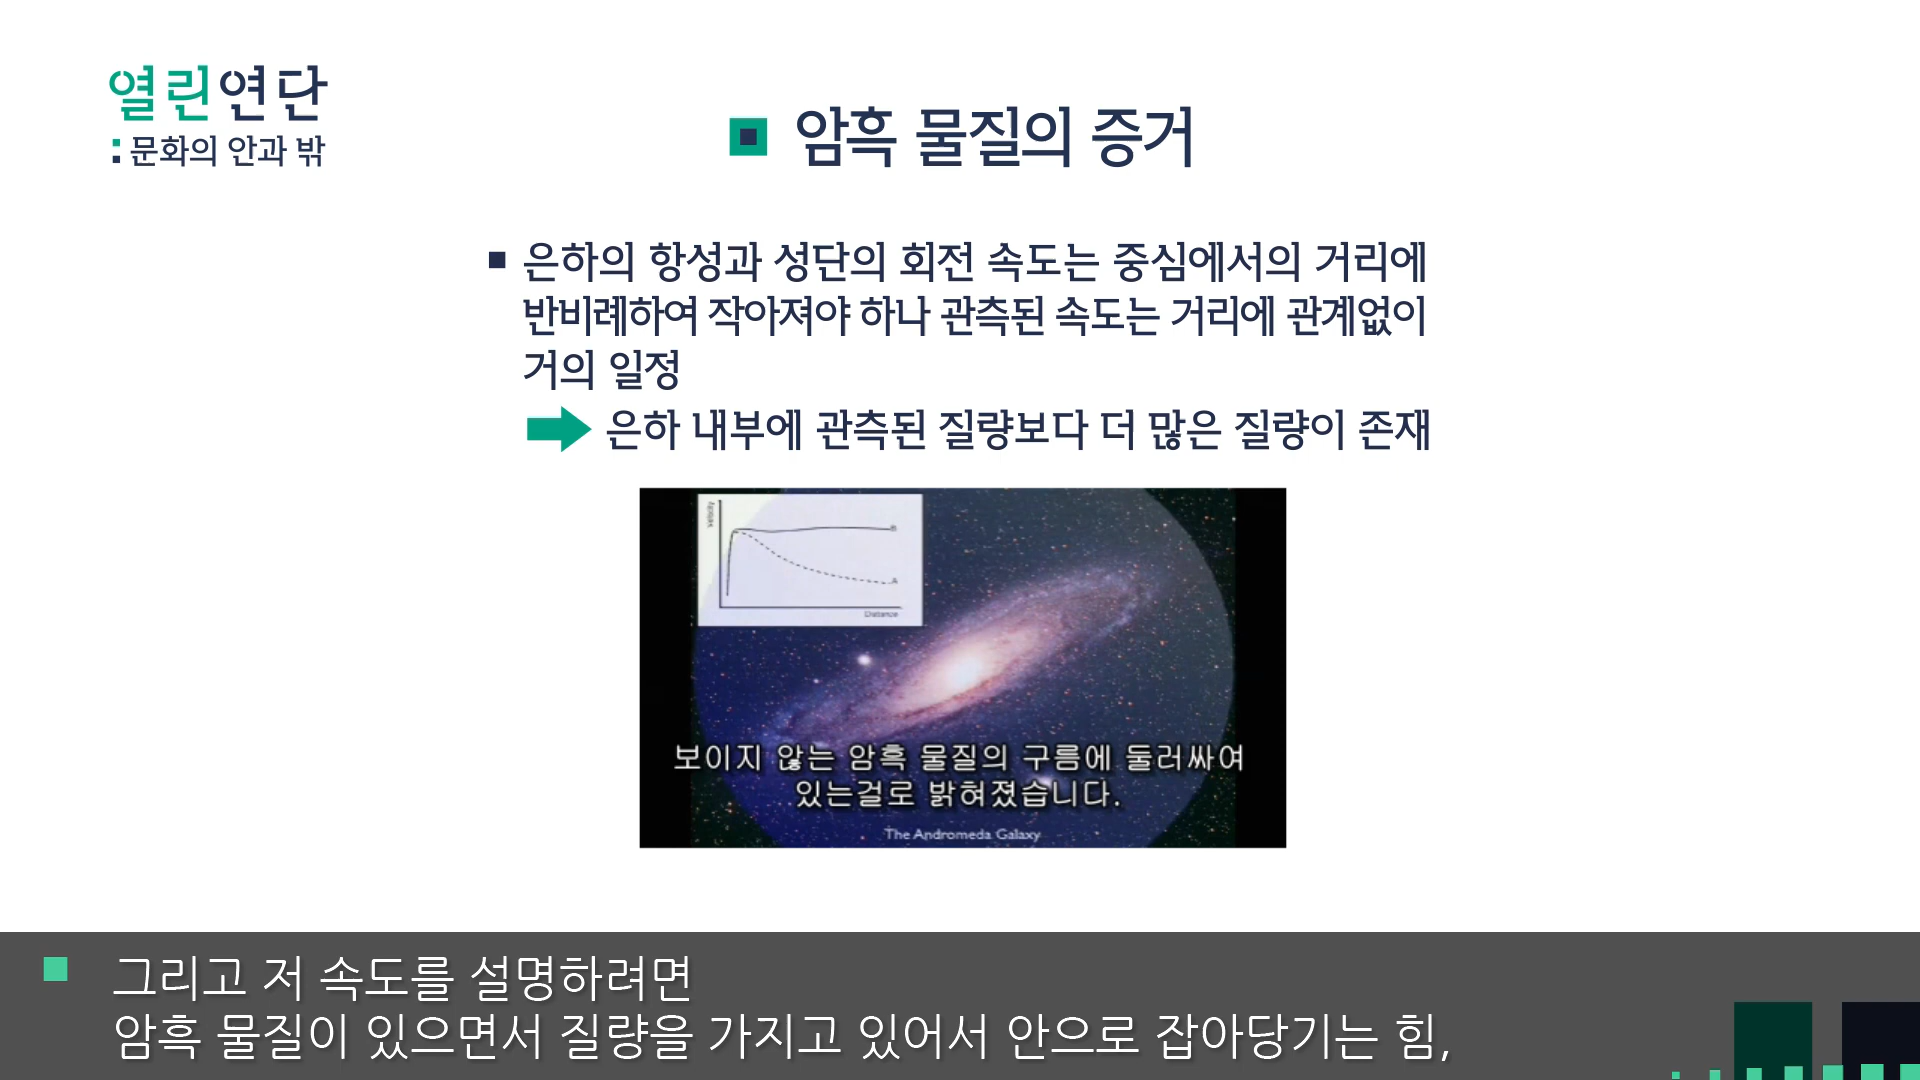 열린연단
:문화의 안과 밖
암흑 물질의 증거
은하의 항성과 성단의 회전 속도는 중심에서의 거리에
반비례하여 작아져야 하나 관측된 속도는 거리에 관계없이
거의 일정
은하 내부에 관측된 질량보다 더 많은 질량이 존재
Velocity
B
A
Distance
보이지 않는 암흑 물질의 구름에 둘러싸여
있는걸로 밝혀졌습니다.
The Andromeda Galaxy
그리고 저 속도를 설명하려면
암흑 물질이 있으면서 질량을 가지고 있어서 안으로 잡아당기는 힘,